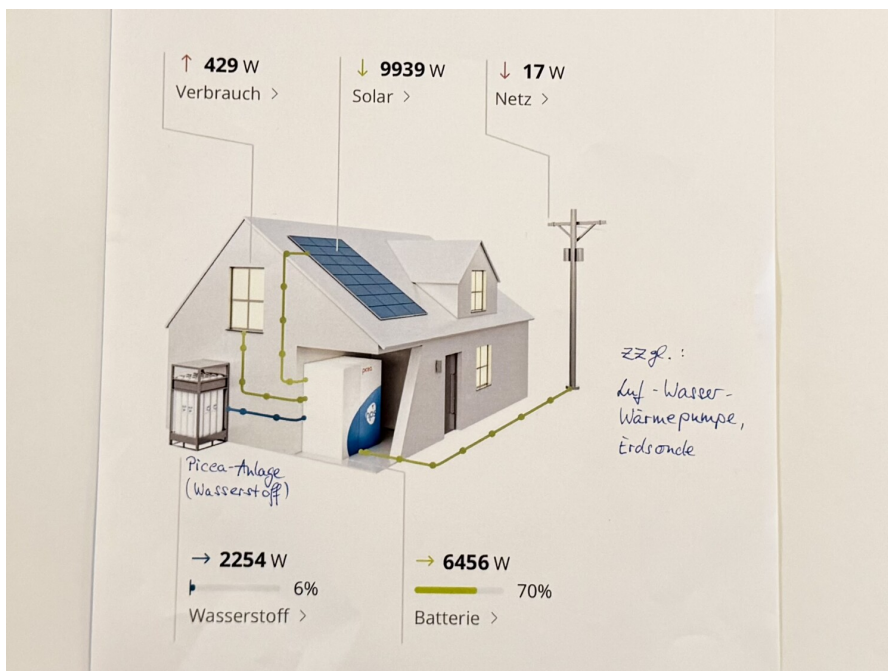 ↑ 429 W
Verbrauch >
↓ 9939 W
Solar >
↓ 17 W
Netz >
zzgl.:
Luf-Wasser-
Wärmepumpe,
Erdsonde
Picea-Anlage
(Wasserstoff)
→ 2254 W
6%
Wasserstoff >
→ 6456 W
70%
Batterie >